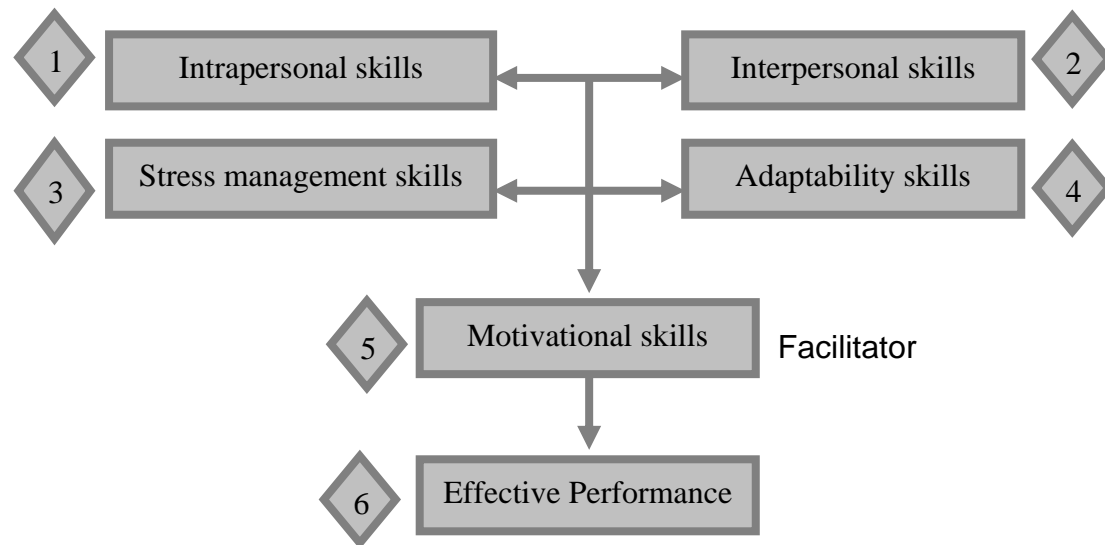 1
Intrapersonal skills
Interpersonal skills
2
3
Stress management skills
Adaptability skills
4
5
Motivational skills
Facilitator
6
Effective Performance